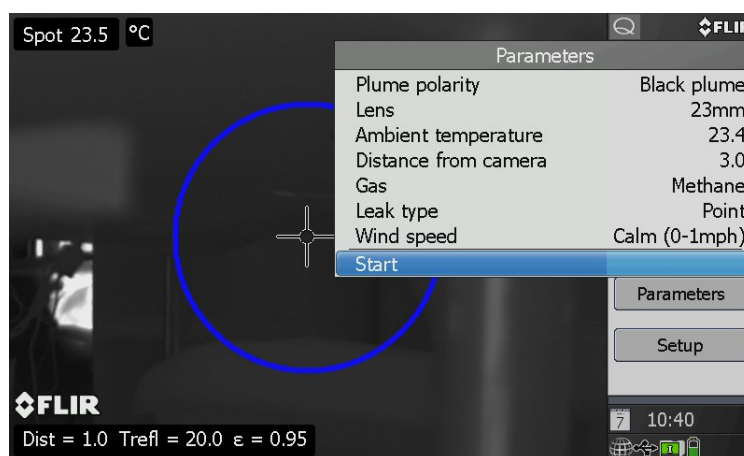 Spot 23.5 °C
FLI
Parameters
Plume polarity Black plume
Lens 23mm
Ambient temperature 23.4
Distance from camera 3.0
Gas Methane
Leak type Point
Wind speed Calm (0-1mph)
Start
Parameters
Setup
FLIR
Dist = 1.0 Trefl = 20.0 ε = 0.95
7 10:40